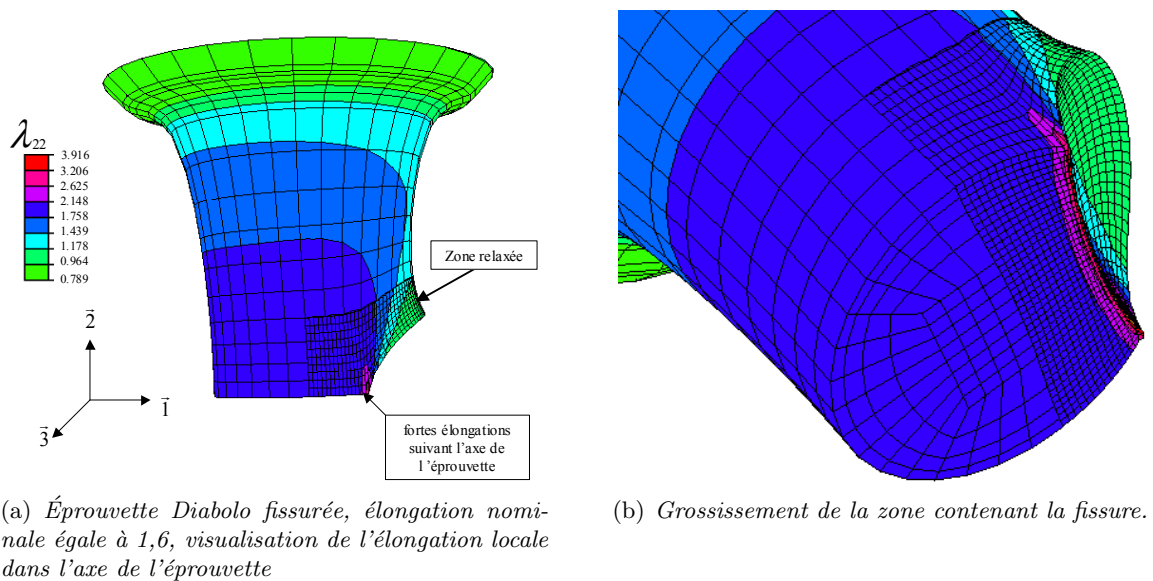 λ22
3.916
3.206
2.625
2.148
1.758
1.439
1.178
0.964
0.789
Zone relaxée
2
1
3
fortes élongations
suivant l'axe de
l'éprouvette
(a) Éprouvette Diabolo fissurée, élongation nomi-
nale égale à 1,6, visualisation de l'élongation locale
dans l'axe de l'éprouvette
(b) Grossissement de la zone contenant la fissure.